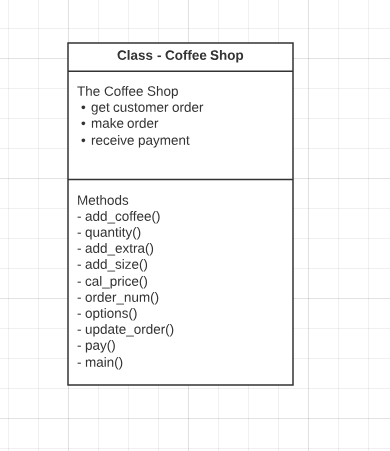 Class - Coffee Shop
The Coffee Shop
• get customer order
• make order
• receive payment
Methods
- add_coffee()
- quantity()
- add_extra()
- add_size()
- cal_price()
- order_num()
- options()
- update_order()
- pay()
- main()